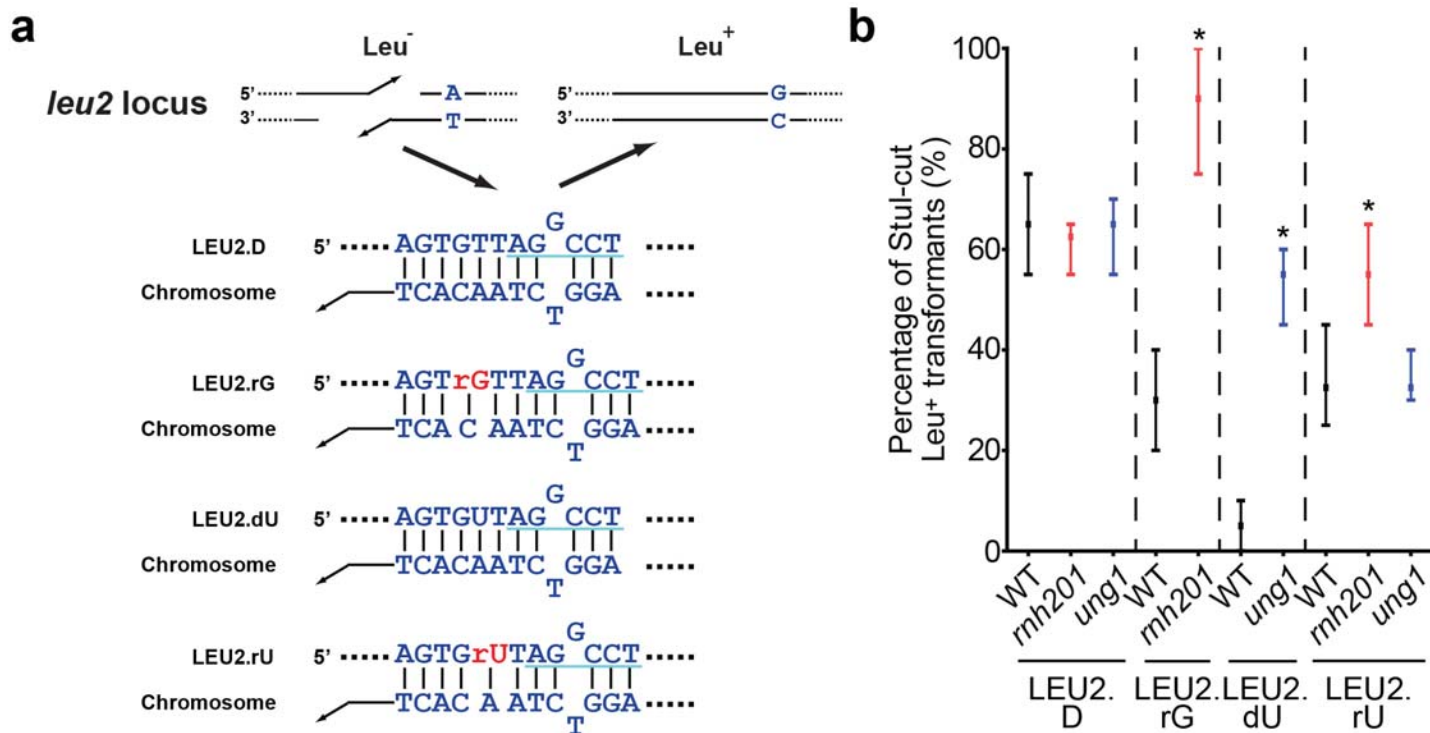 a
Leu-
Leu+
leu2 locus
5' A 5' G
3' T 3' C
G
LEU2.D 5' AGTGTTAG CCT
Chromosome TCACAATC GGA
T
G
LEU2.rG 5' AGTrGTTAG CCT
Chromosome TCA C AATC GGA
T
G
LEU2.dU 5' AGTGUTAG CCT
Chromosome TCACAATC GGA
T
G
LEU2.rU 5' AGTGrUTAG CCT
Chromosome TCAC A ATC GGA
T
b
Percentage of StuI-cut
Leu+ transformants (%)
100
80
60
40
20
0
* * *
WT rnh201 ung1 WT rnh201 WT ung1 WT rnh201 ung1
LEU2. LEU2. LEU2. LEU2.
D rG dU rU